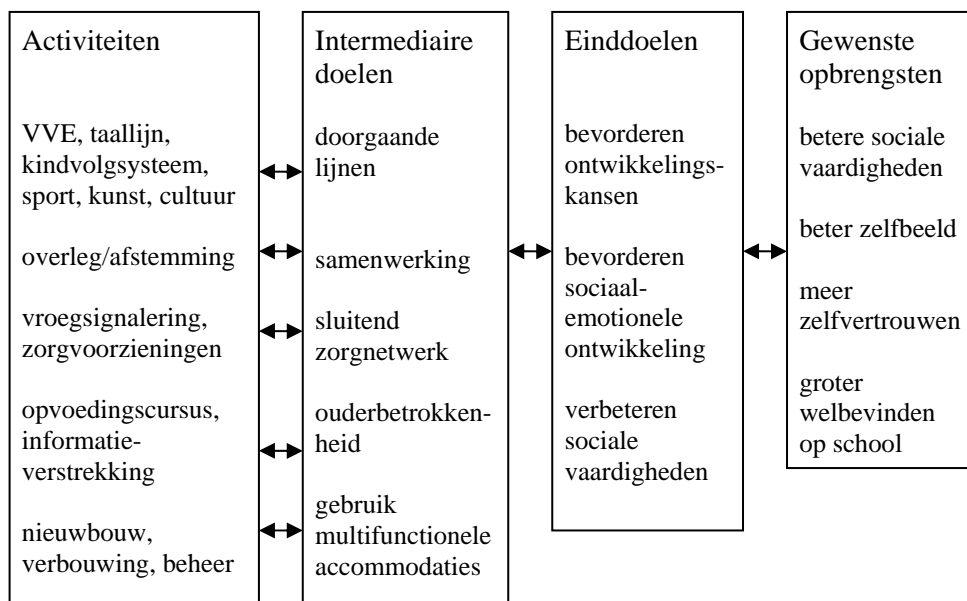 Activiteiten
VVE, taallijn,
kindvolgsysteem,
sport, kunst, cultuur
overleg/afstemming
vroegsignalering,
zorgvoorzieningen
opvoedingscursus,
informatie-
verstrekking
nieuwbouw,
verbouwing, beheer
Intermediaire
doelen
doorgaande
lijnen
samenwerking
sluitend
zorgnetwerk
ouderbetrokken-
heid
gebruik
multifunctionele
accommodaties
Einddoelen
bevorderen
ontwikkelings-
kansen
bevorderen
sociaal-
emotionele
ontwikkeling
verbeteren
sociale
vaardigheden
Gewenste
opbrengsten
betere sociale
vaardigheden
beter zelfbeeld
meer
zelfvertrouwen
groter
welbevinden
op school